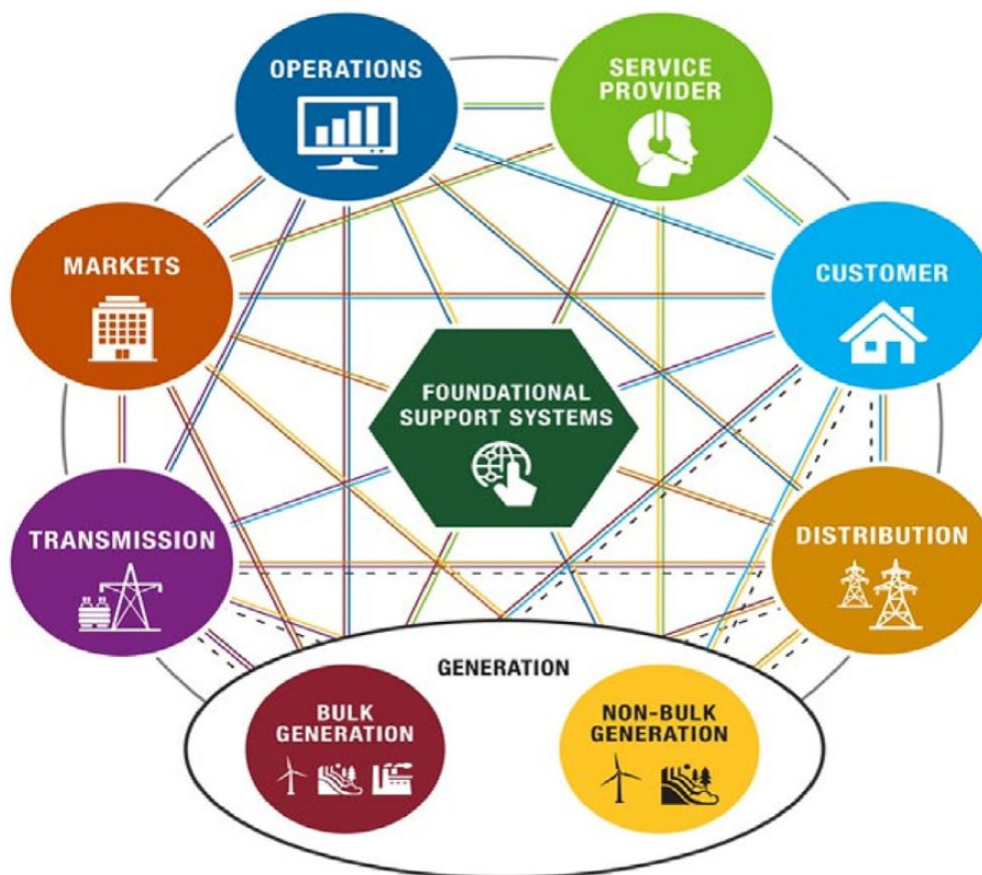 OPERATIONS
SERVICE
PROVIDER
MARKETS
CUSTOMER
FOUNDATIONAL
SUPPORT SYSTEMS
TRANSMISSION
DISTRIBUTION
GENERATION
BULK
GENERATION
NON-BULK
GENERATION